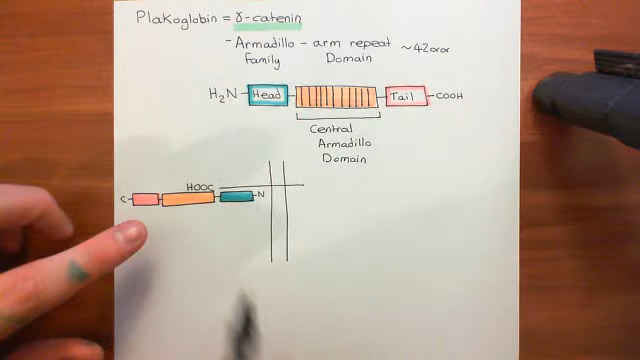 Plakoglobin = γ-catenin
- Armadillo - arm repeat ~42aa
Family Domain
H₂N Head Tail COOH
Central
Armadillo
Domain
HOOC
C N